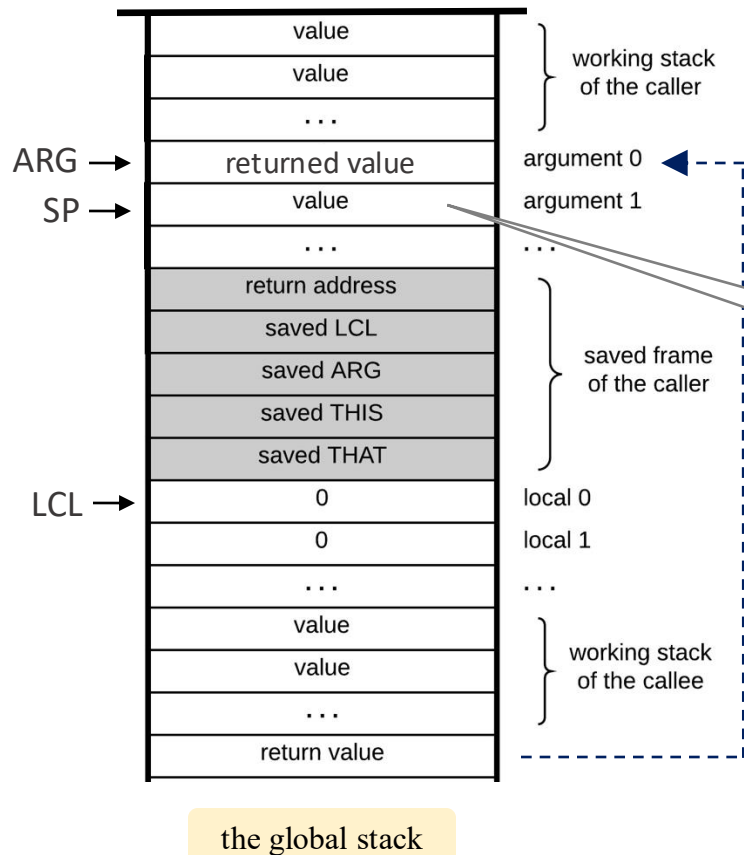 value
value
working stack
of the caller
...
ARG
returned value
argument 0
SP
value
argument 1
...
...
return address
saved LCL
saved ARG
saved frame
of the caller
saved THIS
saved THAT
LCL
0
local 0
0
local 1
...
...
value
value
working stack
of the callee
...
return value
the global stack